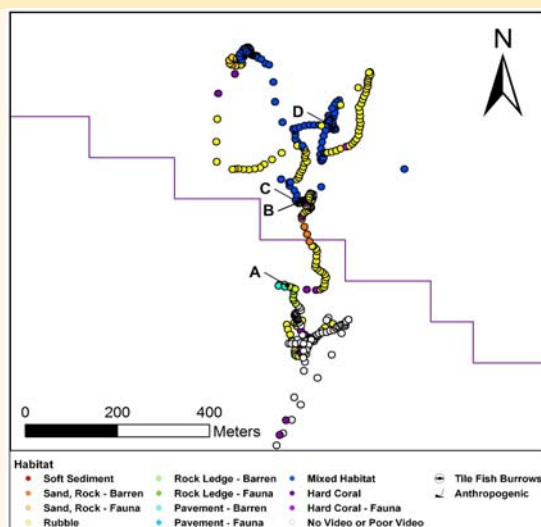 N
D
C
B
A
0 200 400
Meters
Habitat
Soft Sediment
Sand, Rock - Barren
Sand, Rock - Fauna
Rubble
Rock Ledge - Barren
Rock Ledge - Fauna
Pavement - Barren
Pavement - Fauna
Mixed Habitat
Hard Coral
Hard Coral - Fauna
No Video or Poor Video
Tile Fish Burrows
Anthropogenic